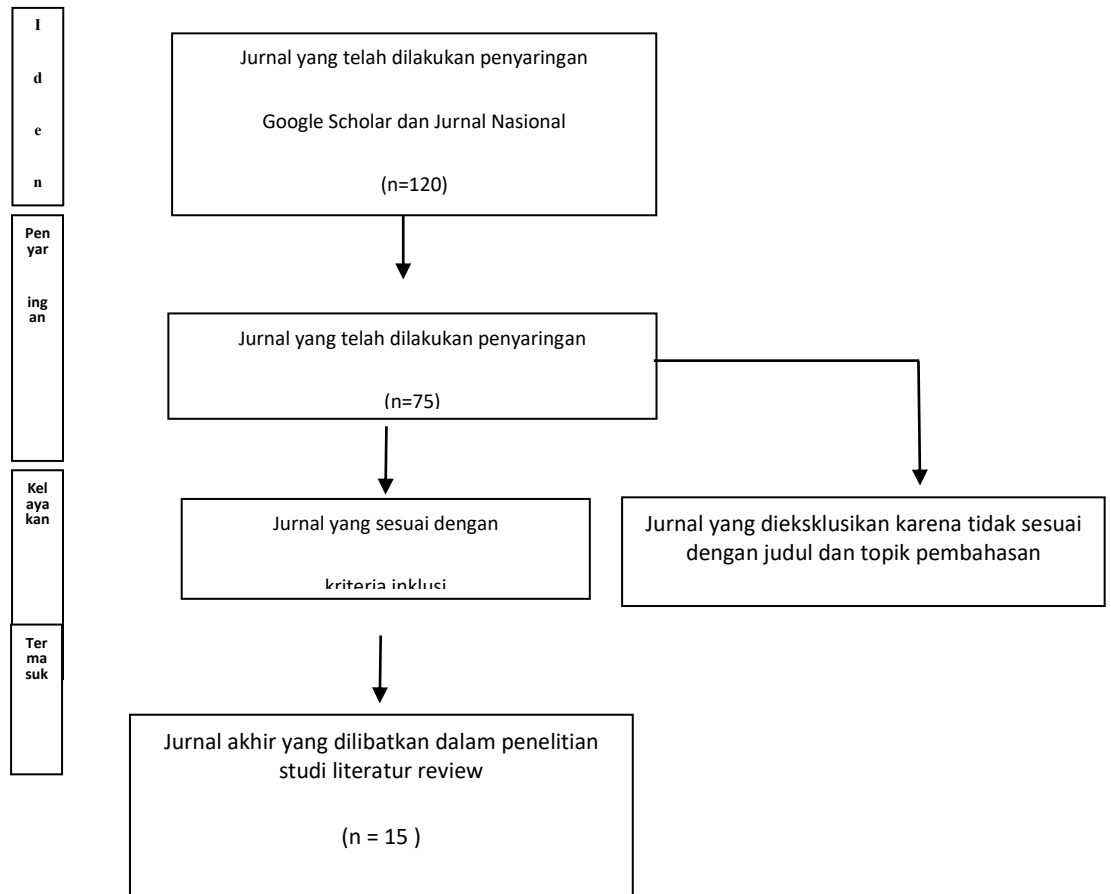 I
d
e
n
Jurnal yang telah dilakukan penyaringan
Google Scholar dan Jurnal Nasional
(n=120)
Pen
yar
ing
an
Jurnal yang telah dilakukan penyaringan
(n=75)
Kel
aya
kan
Jurnal yang sesuai dengan
kriteria inklusi
Jurnal yang dieksklusikan karena tidak sesuai
dengan judul dan topik pembahasan
Ter
ma
suk
Jurnal akhir yang dilibatkan dalam penelitian
studi literatur review
(n = 15 )